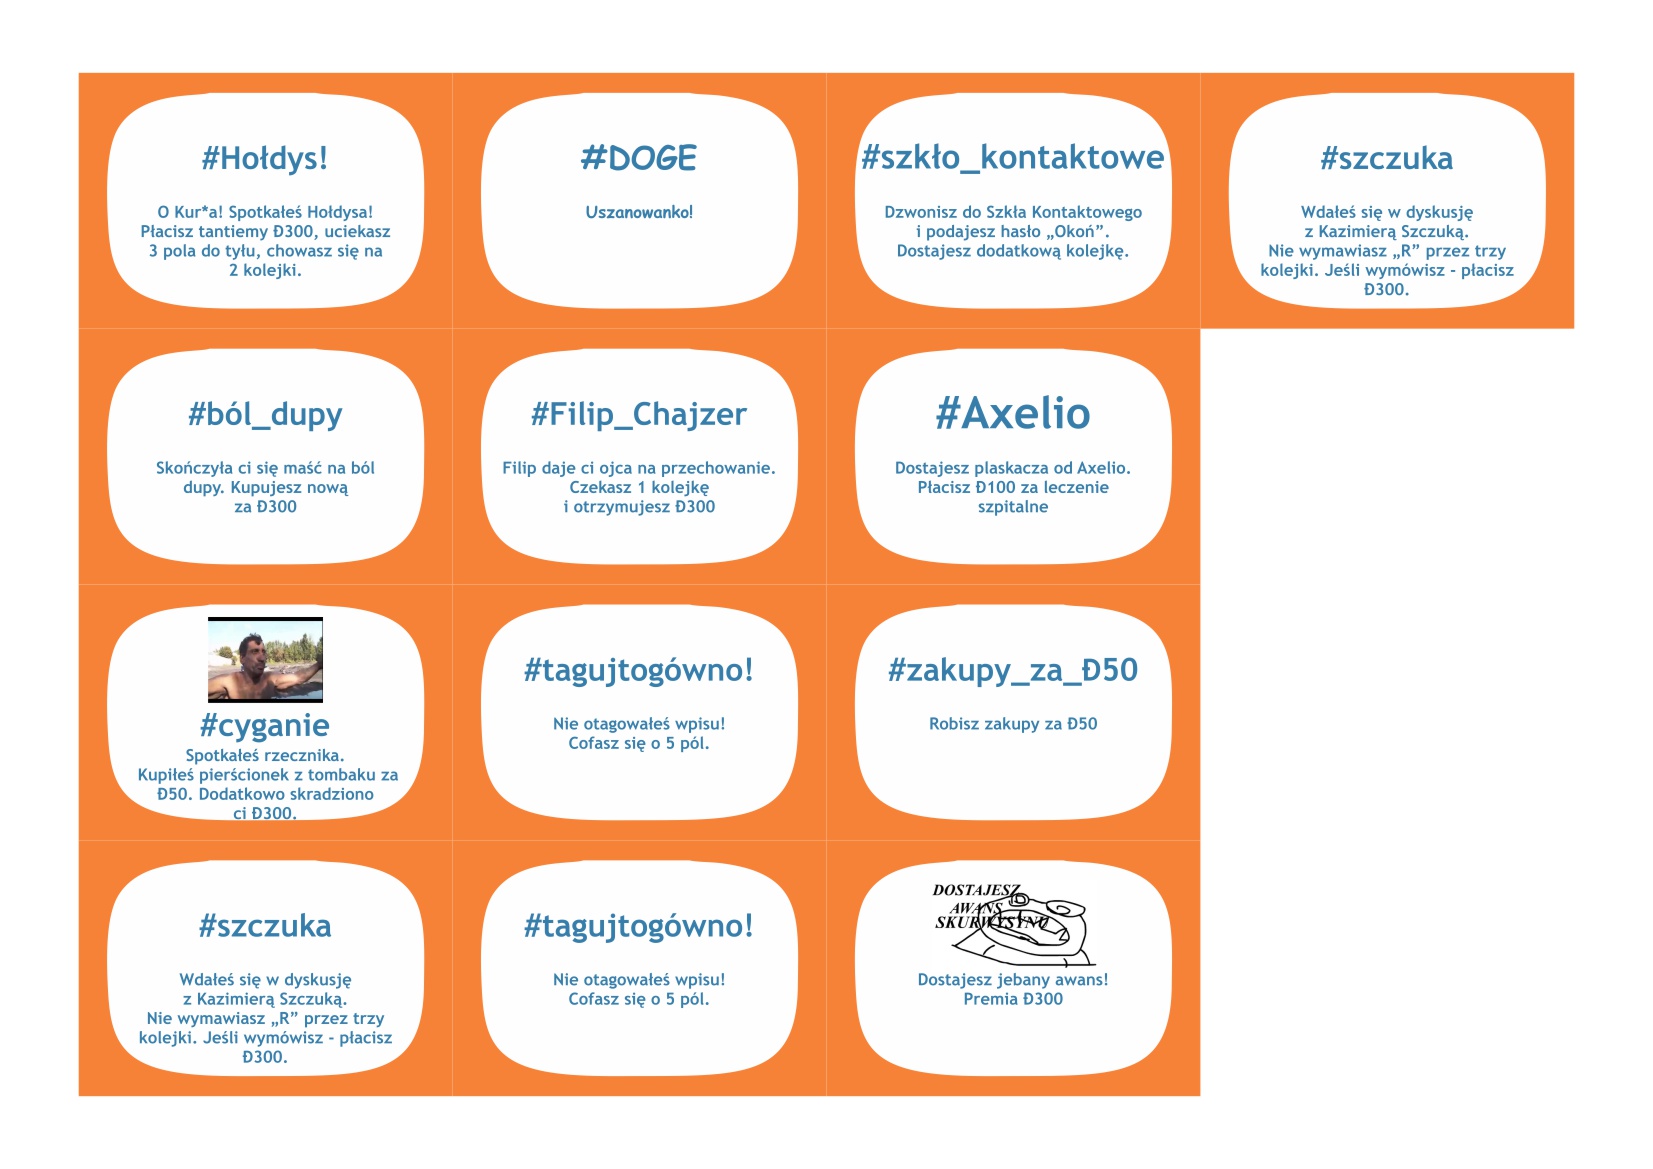 #Hołdys!
O Kur*a! Spotkałeś Hołdysa!
Płacisz tantiemy Đ300, uciekasz
3 pola do tyłu, chowasz się na
2 kolejki.
#DOGE
Uszanowanko!
#szkło_kontaktowe
Dzwonisz do Szkła Kontaktowego
i podajesz hasło „Okoń”.
Dostajesz dodatkową kolejkę.
#szczuka
Wdałeś się w dyskusję
z Kazimierą Szczuką.
Nie wymawiasz „R” przez trzy
kolejki. Jeśli wymówisz - płacisz
Đ300.
#ból_dupy
Skończyła ci się maść na ból
dupy. Kupujesz nową
za Đ300
#Filip_Chajzer
Filip daje ci ojca na przechowanie.
Czekasz 1 kolejkę
i otrzymujesz Đ300
#Axelio
Dostajesz plaskacza od Axelio.
Płacisz Đ100 za leczenie
szpitalne
#cyganie
Spotkałeś rzecznika.
Kupiłeś pierścionek z tombaku za
Đ50. Dodatkowo skradziono
ci Đ300.
#tagujtogówno!
Nie otagowałeś wpisu!
Cofasz się o 5 pól.
#zakupy_za_Đ50
Robisz zakupy za Đ50
#szczuka
Wdałeś się w dyskusję
z Kazimierą Szczuką.
Nie wymawiasz „R” przez trzy
kolejki. Jeśli wymówisz - płacisz
Đ300.
#tagujtogówno!
Nie otagowałeś wpisu!
Cofasz się o 5 pól.
DOSTAJESZ
AWANS
SKURWYSYNU
Dostajesz jebany awans!
Premia Đ300